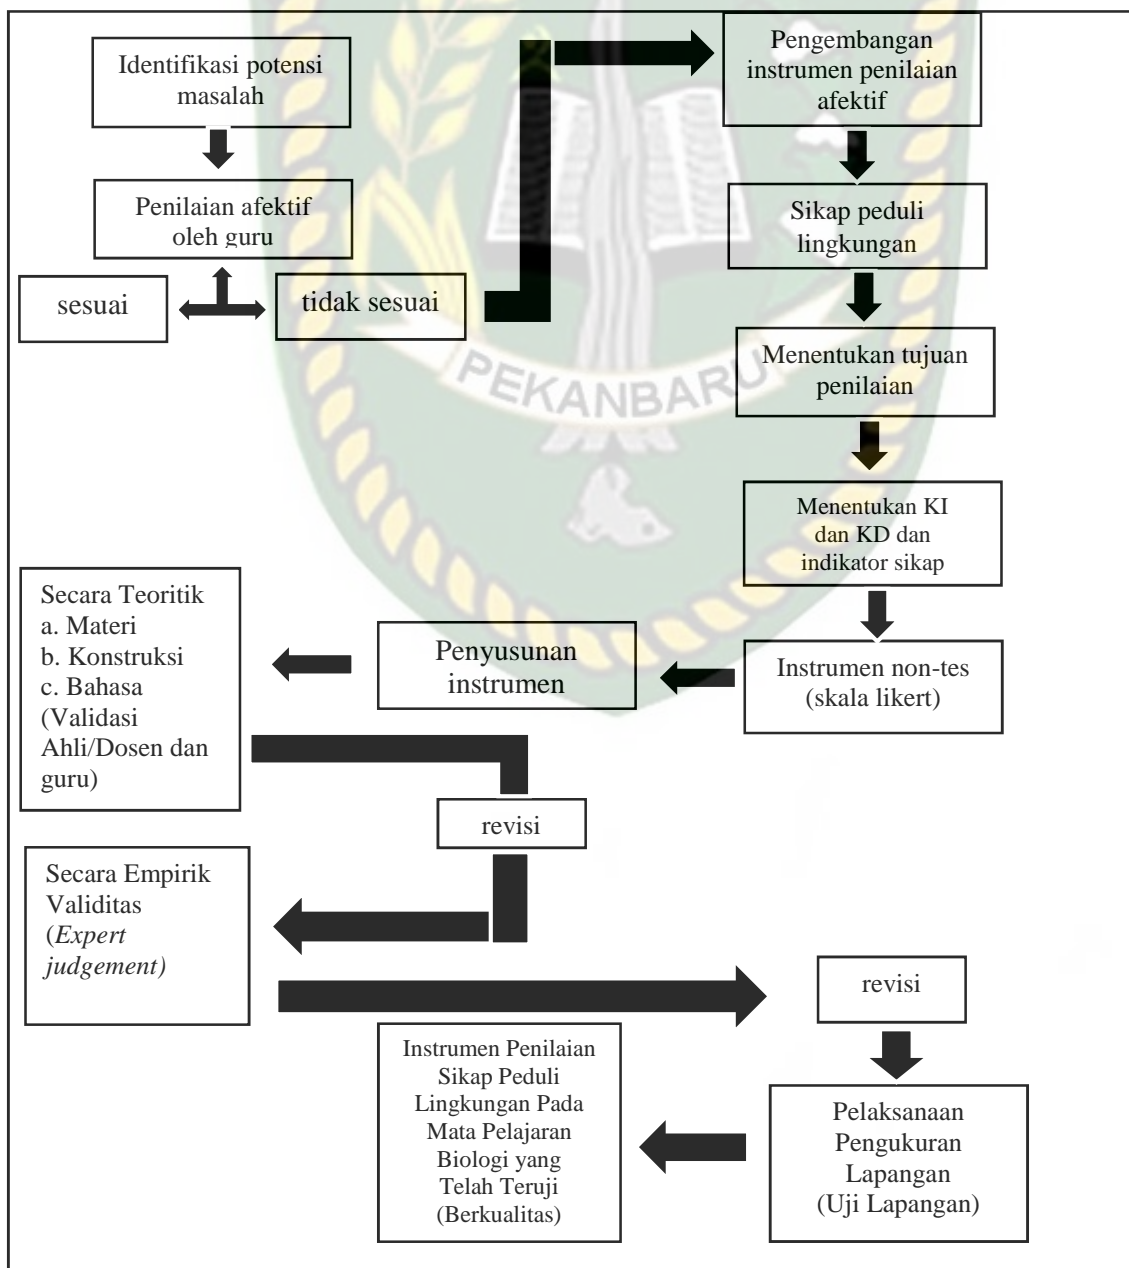 Identifikasi potensi
masalah
Penilaian afektif
oleh guru
sesuai
tidak sesuai
Pengembangan
instrumen penilaian
afektif
Sikap peduli
lingkungan
Menentukan tujuan
penilaian
Menentukan KI
dan KD dan
indikator sikap
Instrumen non-tes
(skala likert)
Penyusunan
instrumen
Secara Teoritik
a. Materi
b. Konstruksi
c. Bahasa
(Validasi
Ahli/Dosen dan
guru)
revisi
Secara Empirik
Validitas
(Expert
judgement)
revisi
Pelaksanaan
Pengukuran
Lapangan
(Uji Lapangan)
Instrumen Penilaian
Sikap Peduli
Lingkungan Pada
Mata Pelajaran
Biologi yang
Telah Teruji
(Berkualitas)
PEKANBARU